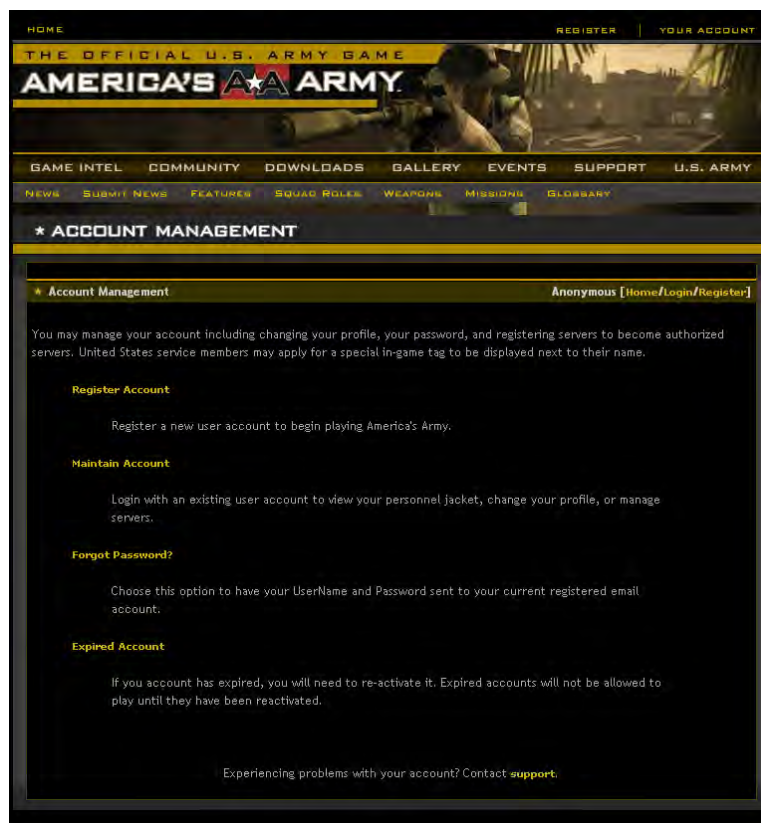 HOME REGISTER | YOUR ACCOUNT
THE OFFICIAL U.S. ARMY GAME
AMERICA'S AA ARMY
GAME INTEL COMMUNITY DOWNLOADS GALLERY EVENTS SUPPORT U.S. ARMY
NEWS SUBMIT NEWS FEATURES SQUAD ROLES WEAPONS MISSIONS GLOSSARY
* ACCOUNT MANAGEMENT
* Account Management Anonymous [Home/Login/Register]
You may manage your account including changing your profile, your password, and registering servers to become authorized
servers. United States service members may apply for a special in-game tag to be displayed next to their name.
Register Account
Register a new user account to begin playing America's Army.
Maintain Account
Login with an existing user account to view your personnel jacket, change your profile, or manage
servers.
Forgot Password?
Choose this option to have your UserName and Password sent to your current registered email
account.
Expired Account
If you account has expired, you will need to re-activate it. Expired accounts will not be allowed to
play until they have been reactivated.
Experiencing problems with your account? Contact support.